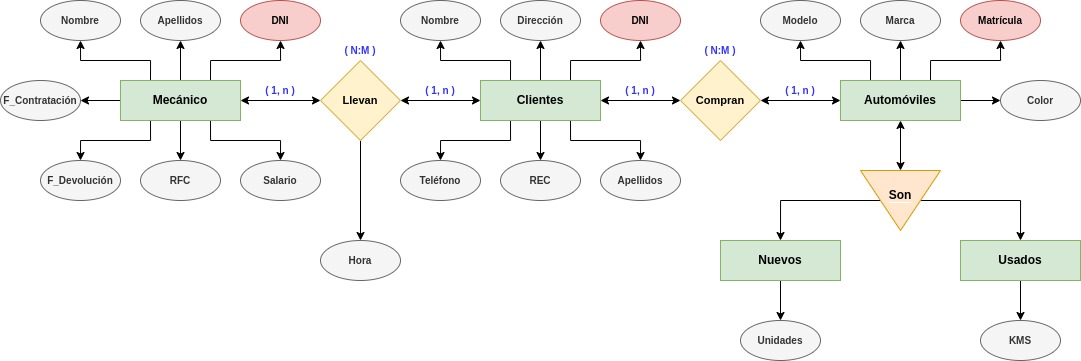 Nombre
Apellidos
DNI
Nombre
Dirección
DNI
Modelo
Marca
Matrícula
( N:M )
( N:M )
F_Contratación
Mecánico
( 1, n )
Llevan
( 1, n )
Clientes
( 1, n )
Compran
( 1, n )
Automóviles
Color
F_Devolución
RFC
Salario
Teléfono
REC
Apellidos
Son
Hora
Nuevos
Usados
Unidades
KMS